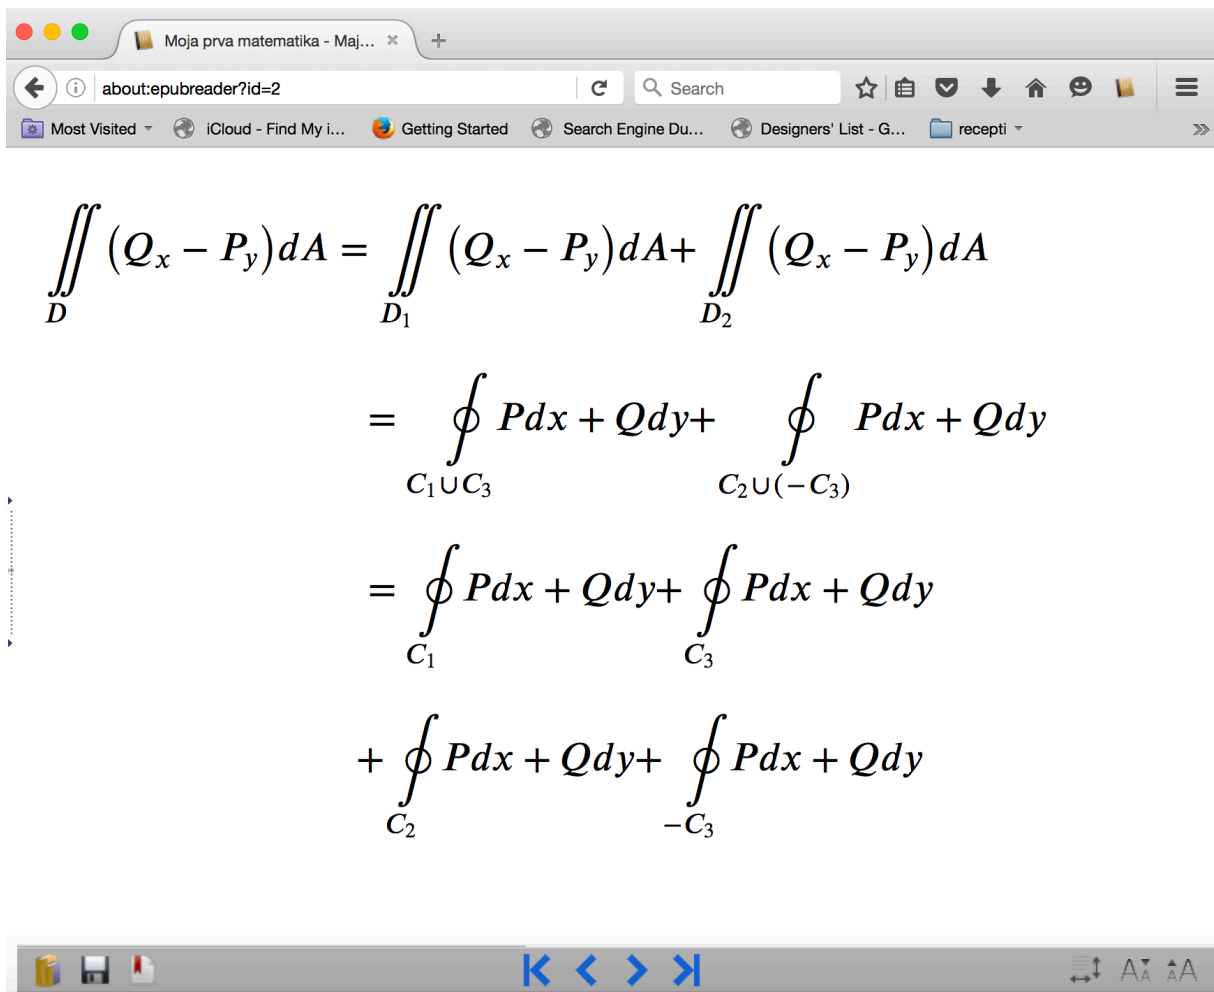 Moja prva matematika - Maj...
about:epubreader?id=2
Search
Most Visited
iCloud - Find My i...
Getting Started
Search Engine Du...
Designers' List - G...
recepti
∬_D (Q_x − P_y)dA = ∬_{D_1} (Q_x − P_y)dA+ ∬_{D_2} (Q_x − P_y)dA
= ∮_{C_1∪C_3} Pdx + Qdy+ ∮_{C_2∪(−C_3)} Pdx + Qdy
= ∮_{C_1} Pdx + Qdy+ ∮_{C_3} Pdx + Qdy
+ ∮_{C_2} Pdx + Qdy+ ∮_{−C_3} Pdx + Qdy